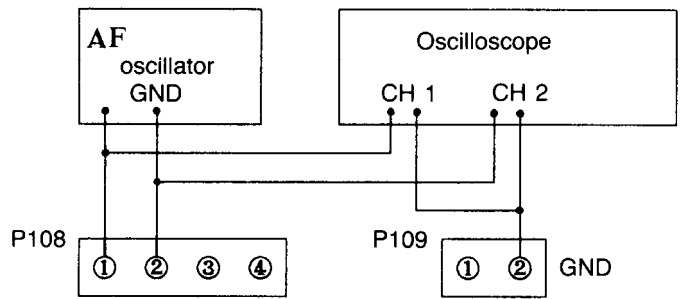 AF
oscillator
GND
Oscilloscope
CH 1 CH 2
P108
① ② ③ ④
P109
① ② GND